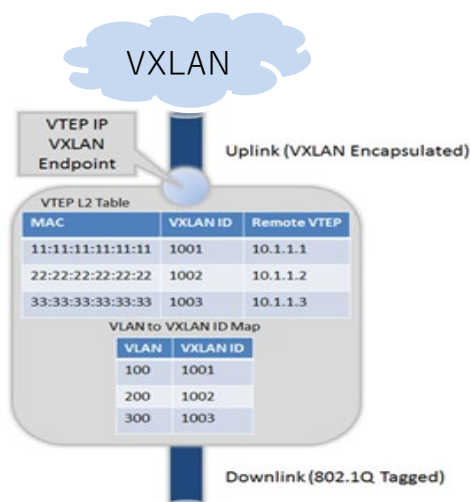 VXLAN
VTEP IP
VXLAN
Endpoint
Uplink (VXLAN Encapsulated)
VTEP L2 Table
MAC VXLAN ID Remote VTEP
11:11:11:11:11:11 1001 10.1.1.1
22:22:22:22:22:22 1002 10.1.1.2
33:33:33:33:33:33 1003 10.1.1.3
VLAN to VXLAN ID Map
VLAN VXLAN ID
100 1001
200 1002
300 1003
Downlink (802.1Q Tagged)